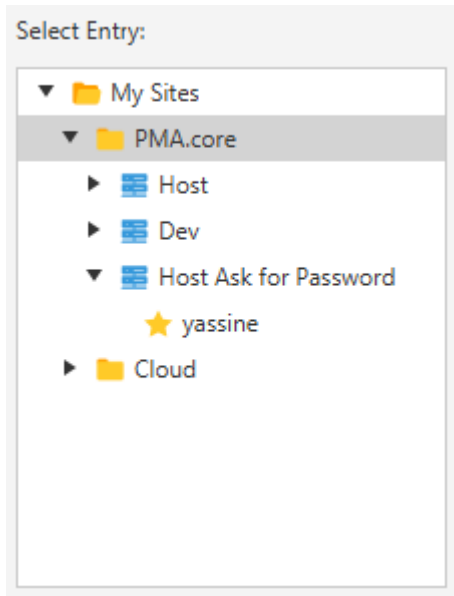 Select Entry:
My Sites
PMA.core
Host
Dev
Host Ask for Password
yassine
Cloud